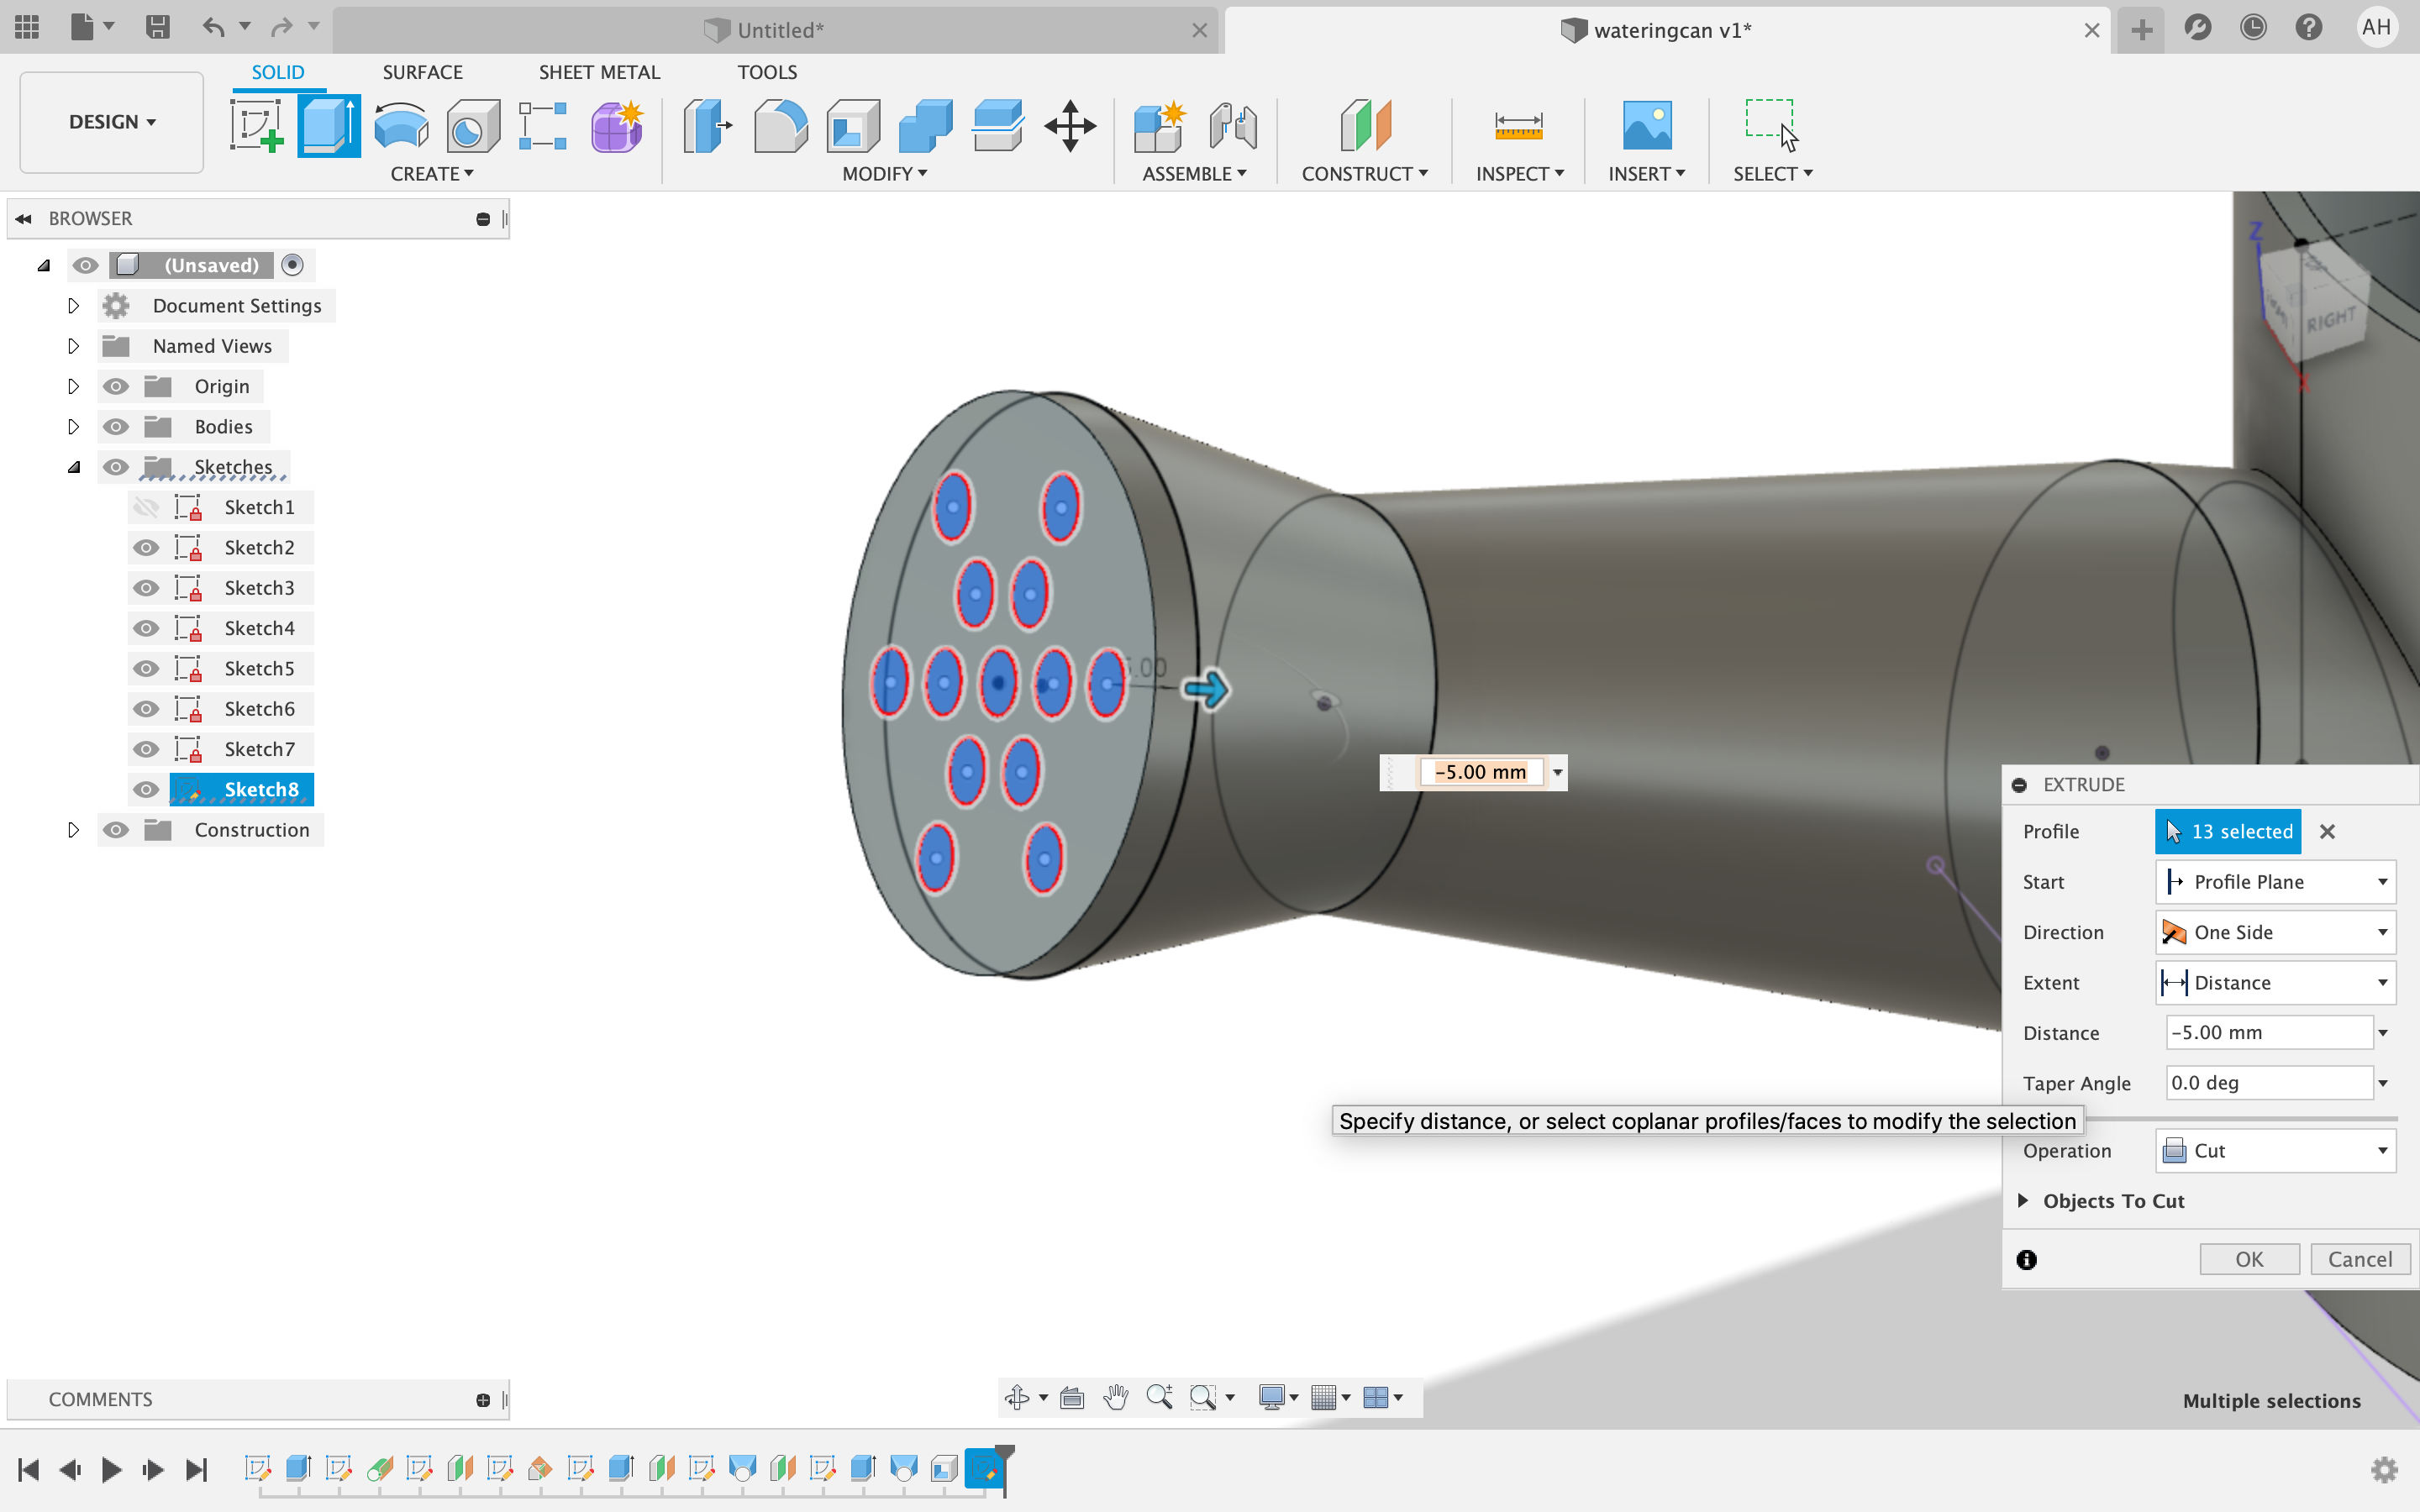 Untitled*
wateringcan v1*
AH
SOLID SURFACE SHEET METAL TOOLS
DESIGN
CREATE MODIFY ASSEMBLE CONSTRUCT INSPECT INSERT SELECT
BROWSER
(Unsaved)
Document Settings
Named Views
Origin
Bodies
Sketches
Sketch1
Sketch2
Sketch3
Sketch4
Sketch5
Sketch6
Sketch7
Sketch8
Construction
Z
RIGHT
X
-5.00 mm
EXTRUDE
Profile 13 selected
Start Profile Plane
Direction One Side
Extent Distance
Distance -5.00 mm
Taper Angle 0.0 deg
Specify distance, or select coplanar profiles/faces to modify the selection
Operation Cut
Objects To Cut
OK Cancel
COMMENTS
Multiple selections